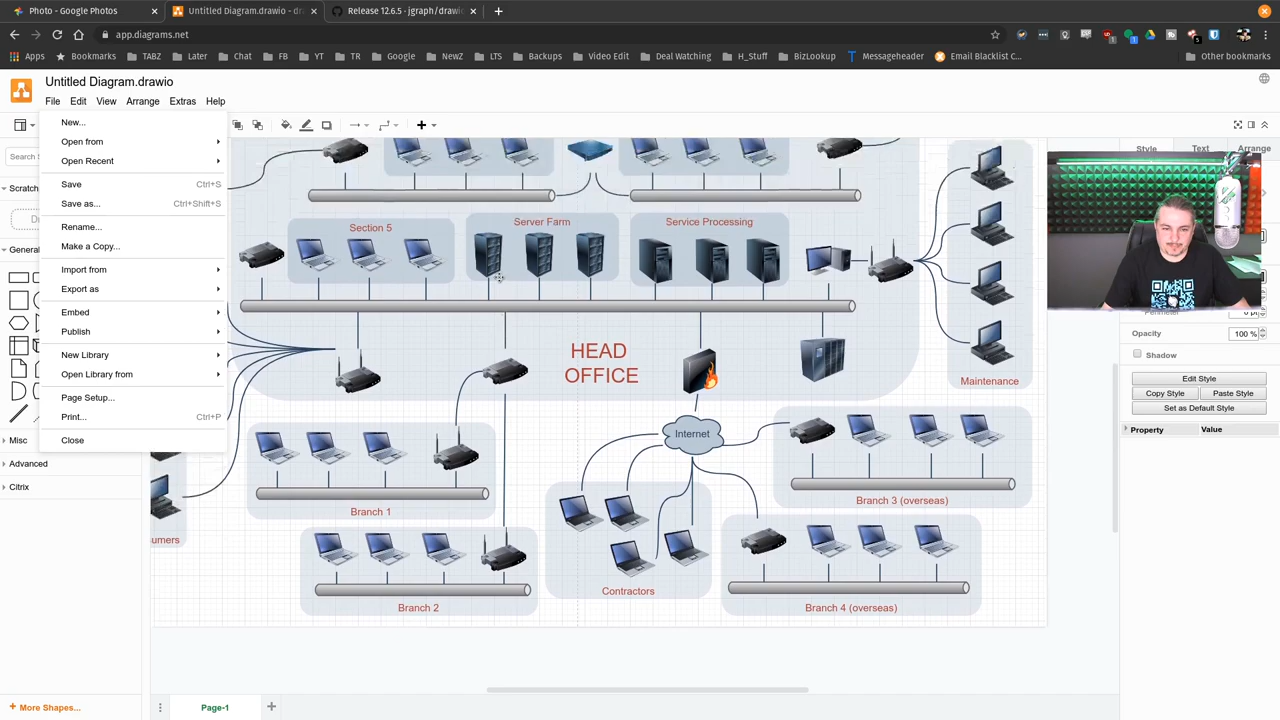 Photo - Google Photos
Untitled Diagram.drawio - dr
Release 12.6.5 · jgraph/drawi
app.diagrams.net
Apps
Bookmarks
TABZ
Later
Chat
FB
YT
TR
NewZ
LTS
Backups
Video Edit
Deal Watching
H_Stuff
BizLookup
Messageheader
Email Blacklist C...
Other bookmarks
Untitled Diagram.drawio
File
Edit
View
Arrange
Extras
Help
Style
Text
Arrange
Search S
Scratch
General
Misc
Advanced
Citrix
More Shapes...
New...
Open from
Open Recent
Save Ctrl+S
Save as... Ctrl+Shift+S
Rename...
Make a Copy...
Import from
Export as
Embed
Publish
New Library
Open Library from
Page Setup...
Print... Ctrl+P
Close
Section 5
Server Farm
Service Processing
HEAD
OFFICE
Maintenance
Internet
Branch 1
Branch 2
Contractors
Branch 3 (overseas)
Branch 4 (overseas)
umers
Opacity 100 %
Shadow
Edit Style
Copy Style
Paste Style
Set as Default Style
Property
Value
Page-1